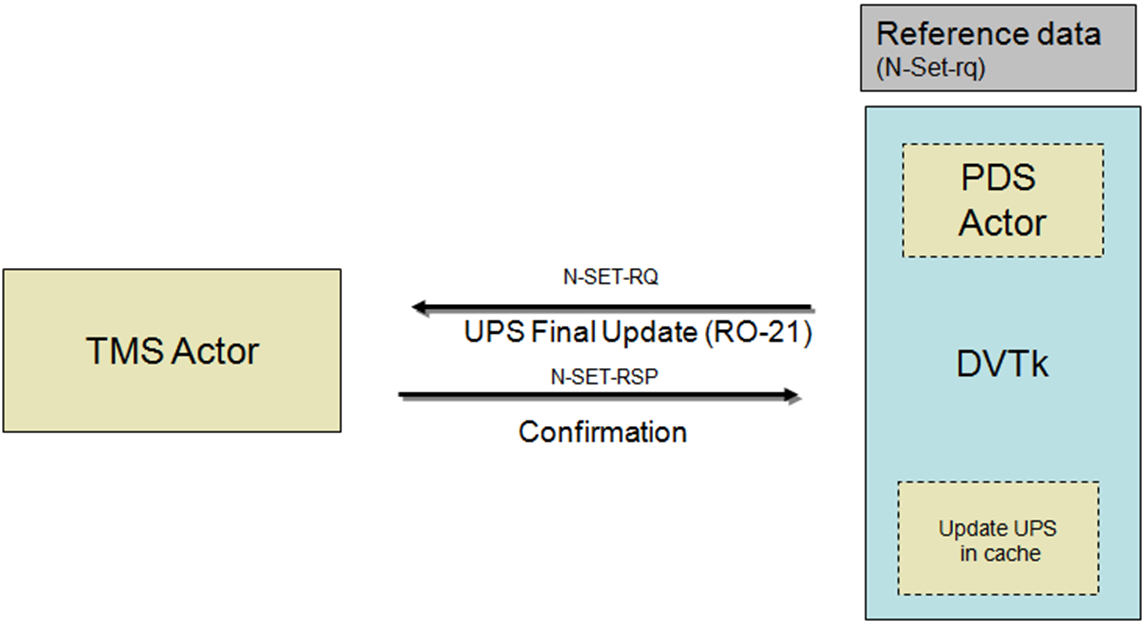 Reference data
(N-Set-rq)
PDS
Actor
N-SET-RQ
UPS Final Update (RO-21)
TMS Actor
DVTk
N-SET-RSP
Confirmation
Update UPS
in cache